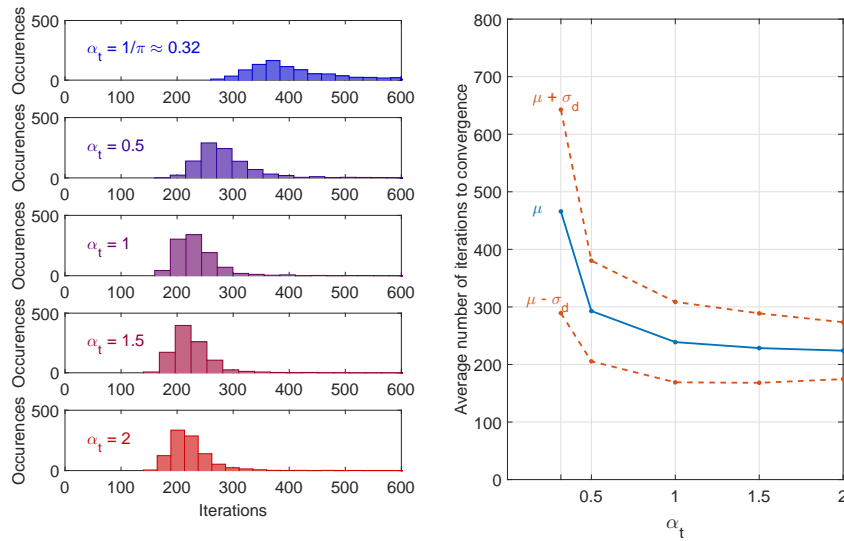 Occurences
500
0
α_t = 1/π ≈ 0.32
0 100 200 300 400 500 600
Occurences
500
0
α_t = 0.5
0 100 200 300 400 500 600
Occurences
500
0
α_t = 1
0 100 200 300 400 500 600
Occurences
500
0
α_t = 1.5
0 100 200 300 400 500 600
Occurences
500
0
α_t = 2
0 100 200 300 400 500 600
Iterations
Average number of iterations to convergence
800
700
600
500
400
300
200
100
0
μ + σ_d
μ
μ - σ_d
0.5 1 1.5 2
α_t